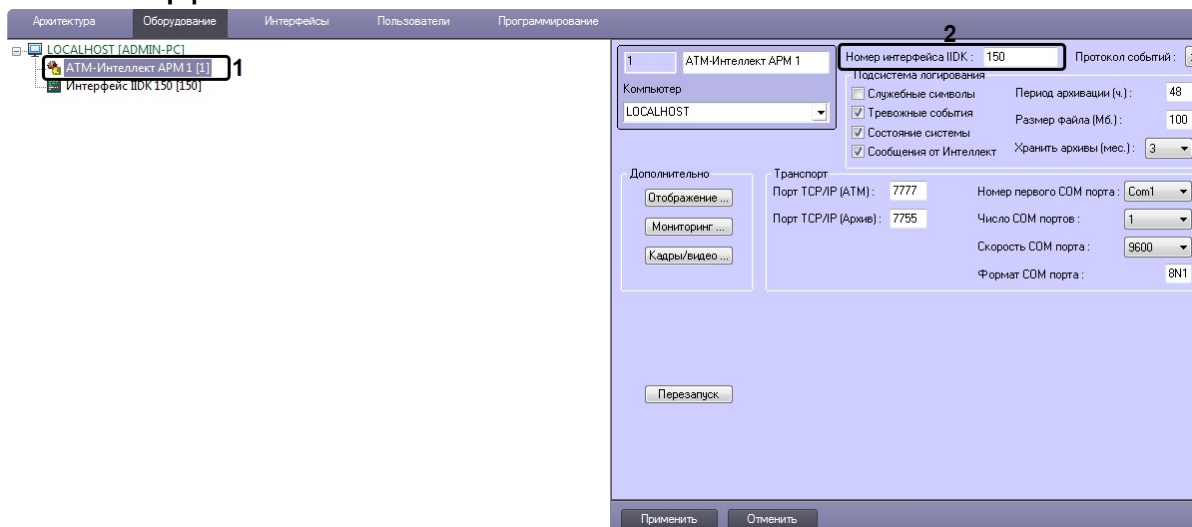 Архитектура Оборудование Интерфейсы Пользователи Программирование
LOCALHOST [ADMIN-PC]
АТМ-Интеллект АРМ 1 [1]
1
Интерфейс IIDK 150 [150]
1 АТМ-Интеллект АРМ 1
Компьютер
LOCALHOST
2
Номер интерфейса IIDK : 150
Протокол событий :
Подсистема логирования
Служебные символы
Тревожные события
Состояние системы
Сообщения от Интеллект
Период архивации (ч.) : 48
Размер файла (Мб.) : 100
Хранить архивы (мес.) : 3
Дополнительно
Отображение ...
Мониторинг ...
Кадры/видео ...
Транспорт
Порт TCP/IP (АТМ) : 7777
Порт TCP/IP (Архив) : 7755
Номер первого COM порта : Com1
Число COM портов : 1
Скорость COM порта : 9600
Формат COM порта : 8N1
Перезапуск
Применить Отменить